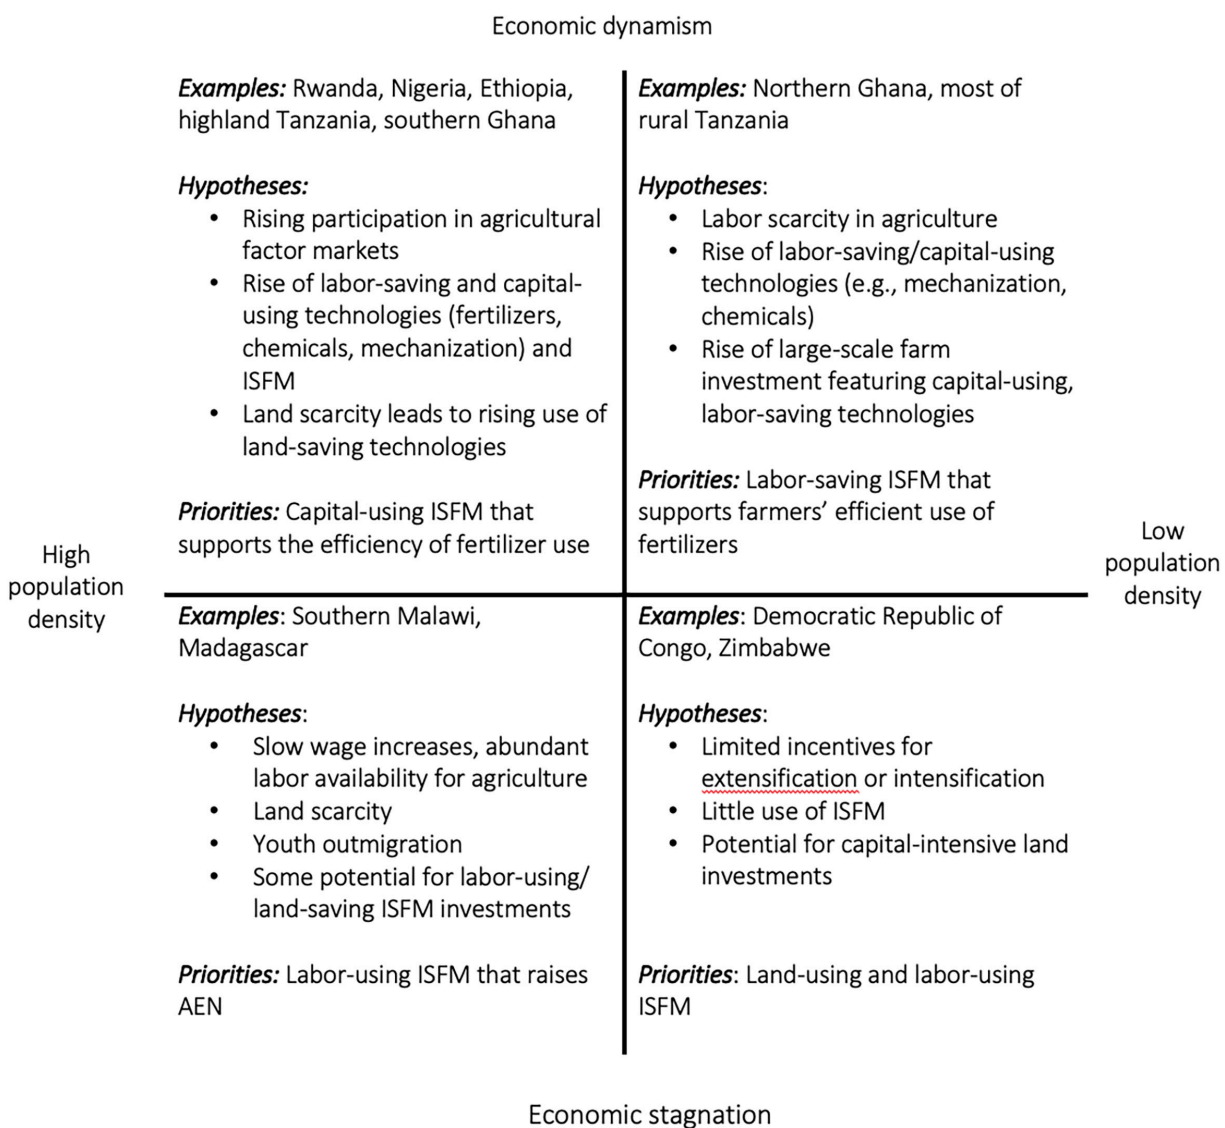 Economic dynamism
Examples: Rwanda, Nigeria, Ethiopia,
highland Tanzania, southern Ghana
Hypotheses:
• Rising participation in agricultural
factor markets
• Rise of labor-saving and capital-
using technologies (fertilizers,
chemicals, mechanization) and
ISFM
• Land scarcity leads to rising use of
land-saving technologies
Priorities: Capital-using ISFM that
supports the efficiency of fertilizer use
Examples: Northern Ghana, most of
rural Tanzania
Hypotheses:
• Labor scarcity in agriculture
• Rise of labor-saving/capital-using
technologies (e.g., mechanization,
chemicals)
• Rise of large-scale farm
investment featuring capital-using,
labor-saving technologies
Priorities: Labor-saving ISFM that
supports farmers’ efficient use of
fertilizers
High
population
density
Low
population
density
Examples: Southern Malawi,
Madagascar
Hypotheses:
• Slow wage increases, abundant
labor availability for agriculture
• Land scarcity
• Youth outmigration
• Some potential for labor-using/
land-saving ISFM investments
Priorities: Labor-using ISFM that raises
AEN
Examples: Democratic Republic of
Congo, Zimbabwe
Hypotheses:
• Limited incentives for
extensification or intensification
• Little use of ISFM
• Potential for capital-intensive land
investments
Priorities: Land-using and labor-using
ISFM
Economic stagnation